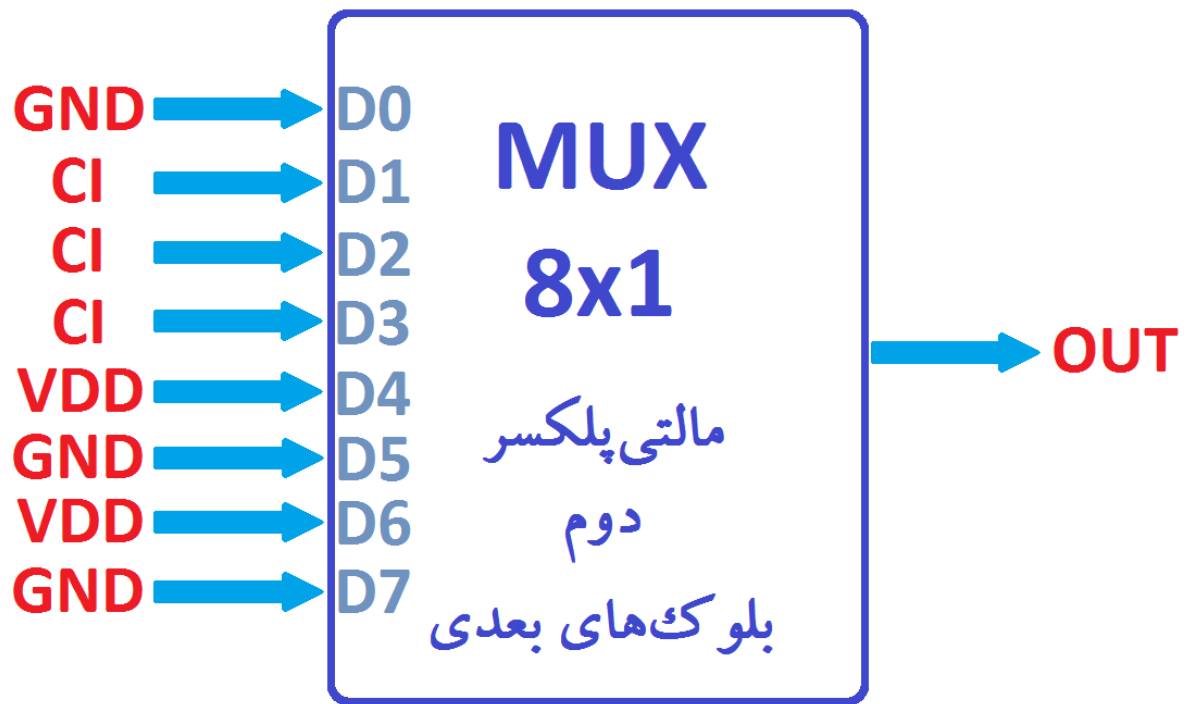 GND D0
CI D1
CI D2
CI D3
VDD D4
GND D5
VDD D6
GND D7
MUX
8x1
مالتی‌پلکسر
دوم
بلوک‌های بعدی
OUT